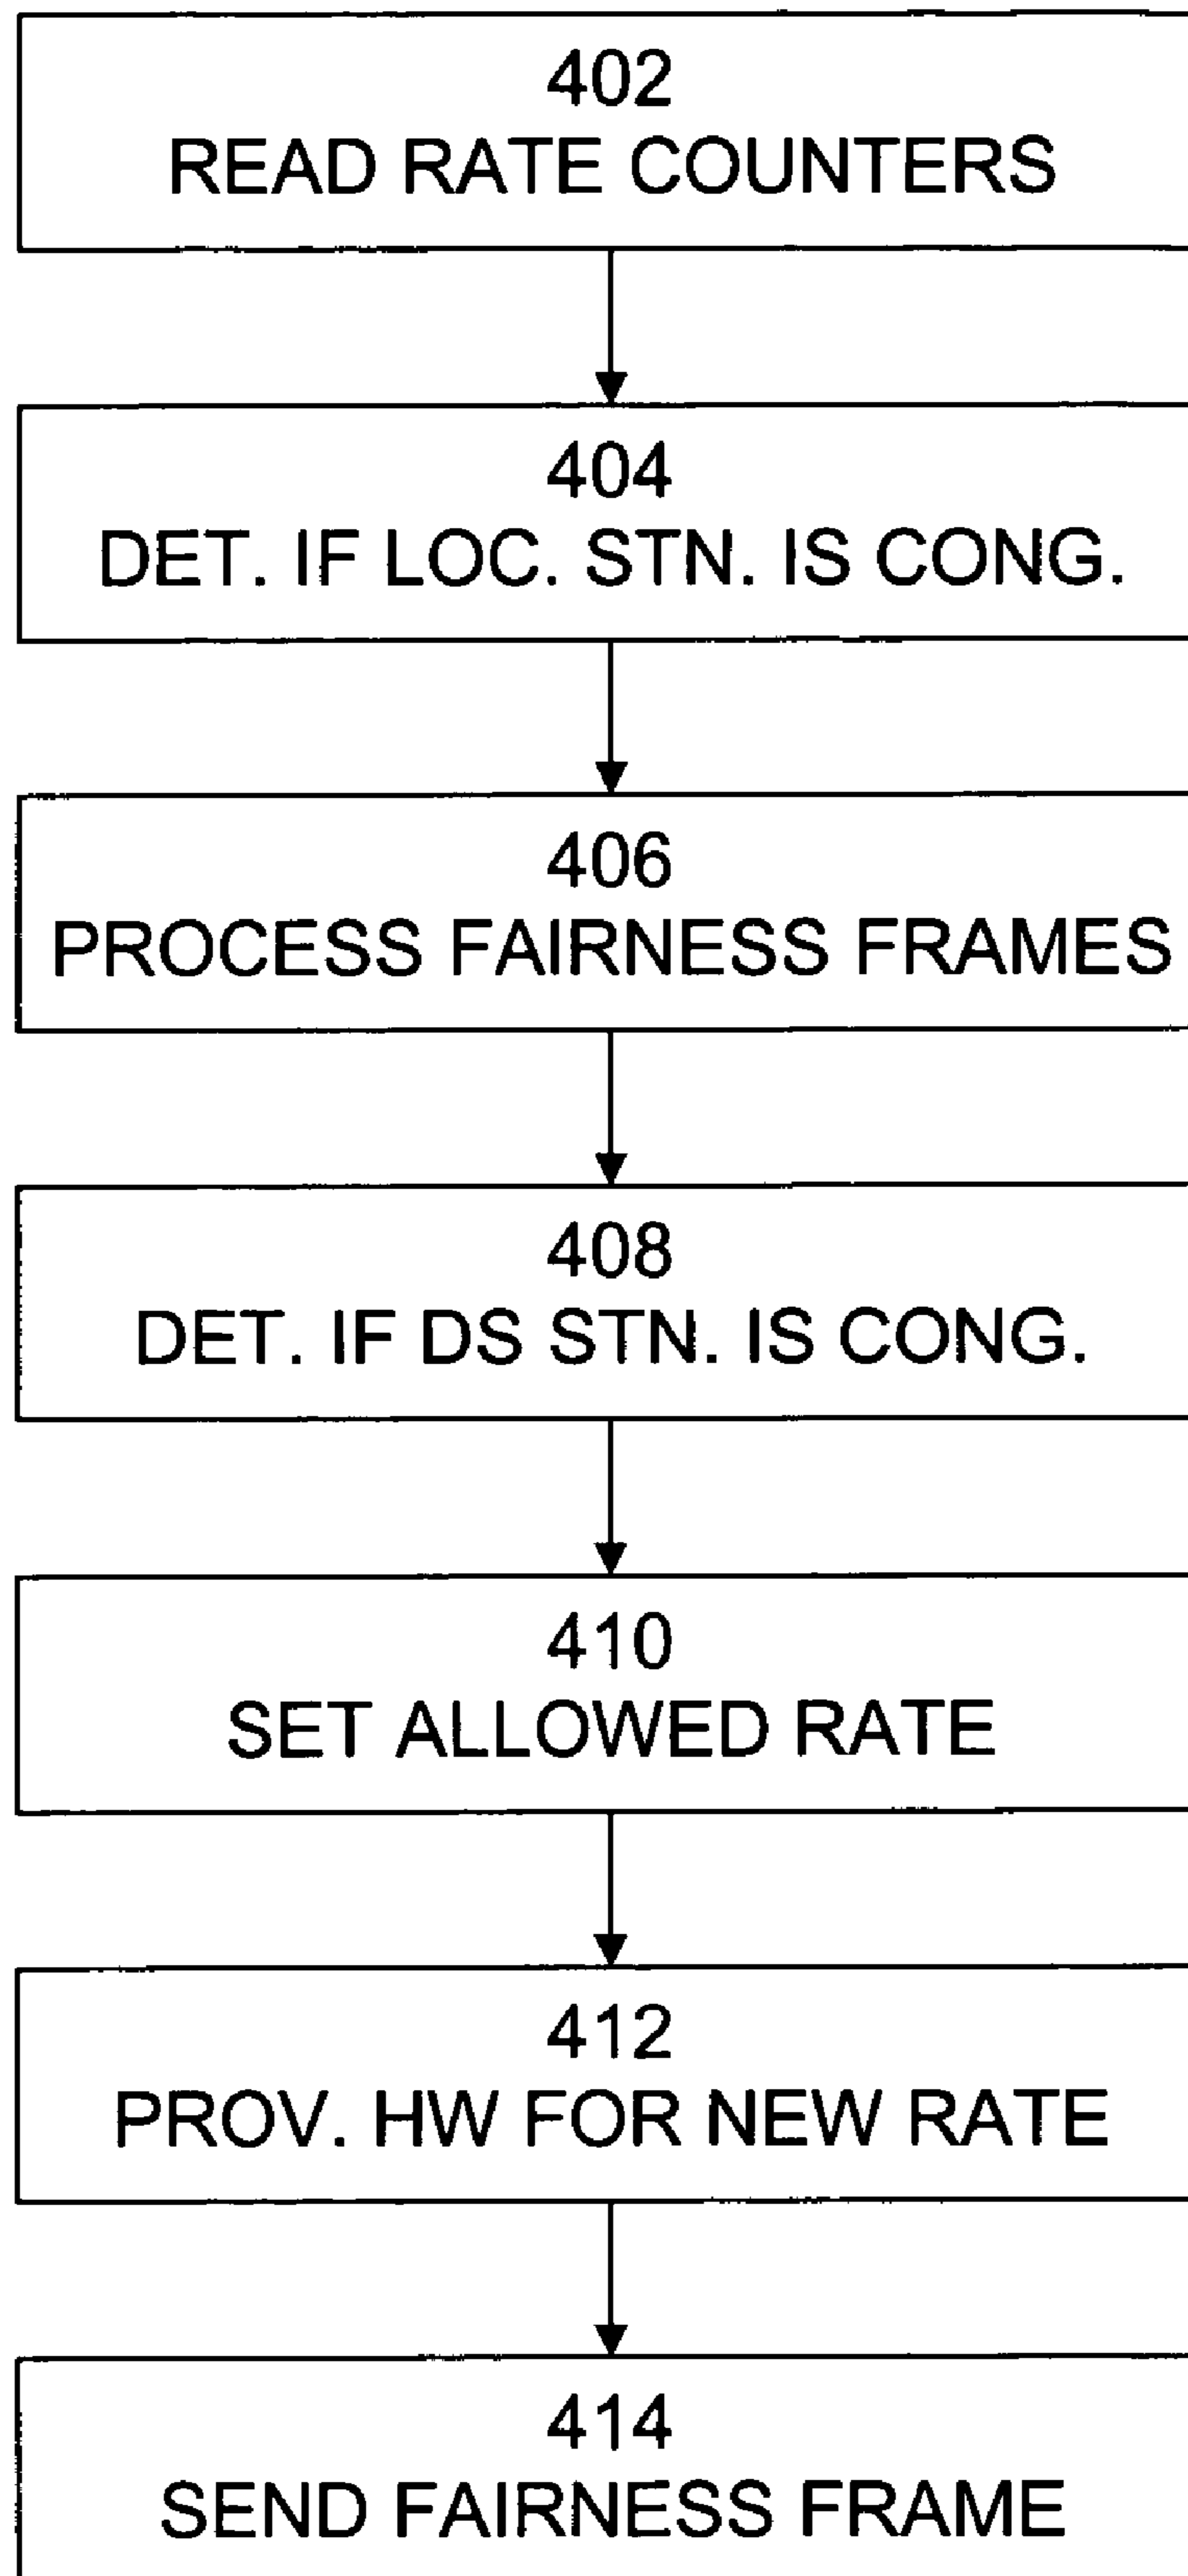 402
READ RATE COUNTERS
404
DET. IF LOC. STN. IS CONG.
406
PROCESS FAIRNESS FRAMES
408
DET. IF DS STN. IS CONG.
410
SET ALLOWED RATE
412
PROV. HW FOR NEW RATE
414
SEND FAIRNESS FRAME